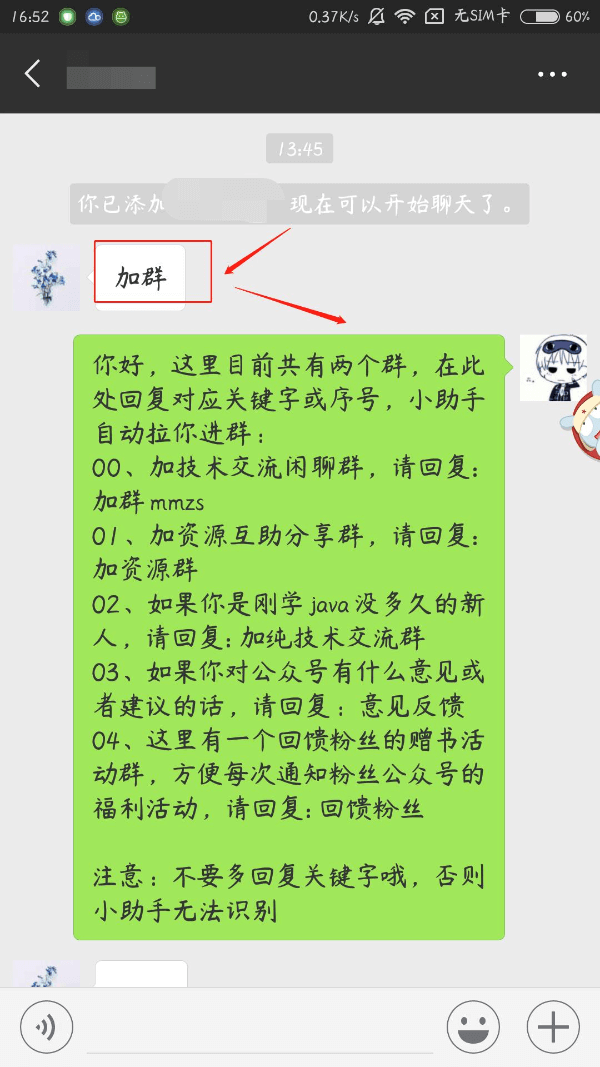 16:52
0.37K/s
无SIM卡
60%
13:45
你已添加 现在可以开始聊天了。
加群
你好，这里目前共有两个群，在此
处回复对应关键字或序号，小助手
自动拉你进群：
00、加技术交流闲聊群，请回复:
加群mmzs
01、加资源互助分享群，请回复:
加资源群
02、如果你是刚学java没多久的新
人，请回复:加纯技术交流群
03、如果你对公众号有什么意见或
者建议的话，请回复：意见反馈
04、这里有一个回馈粉丝的赠书活
动群，方便每次通知粉丝公众号的
福利活动，请回复:回馈粉丝
注意：不要多回复关键字哦，否则
小助手无法识别